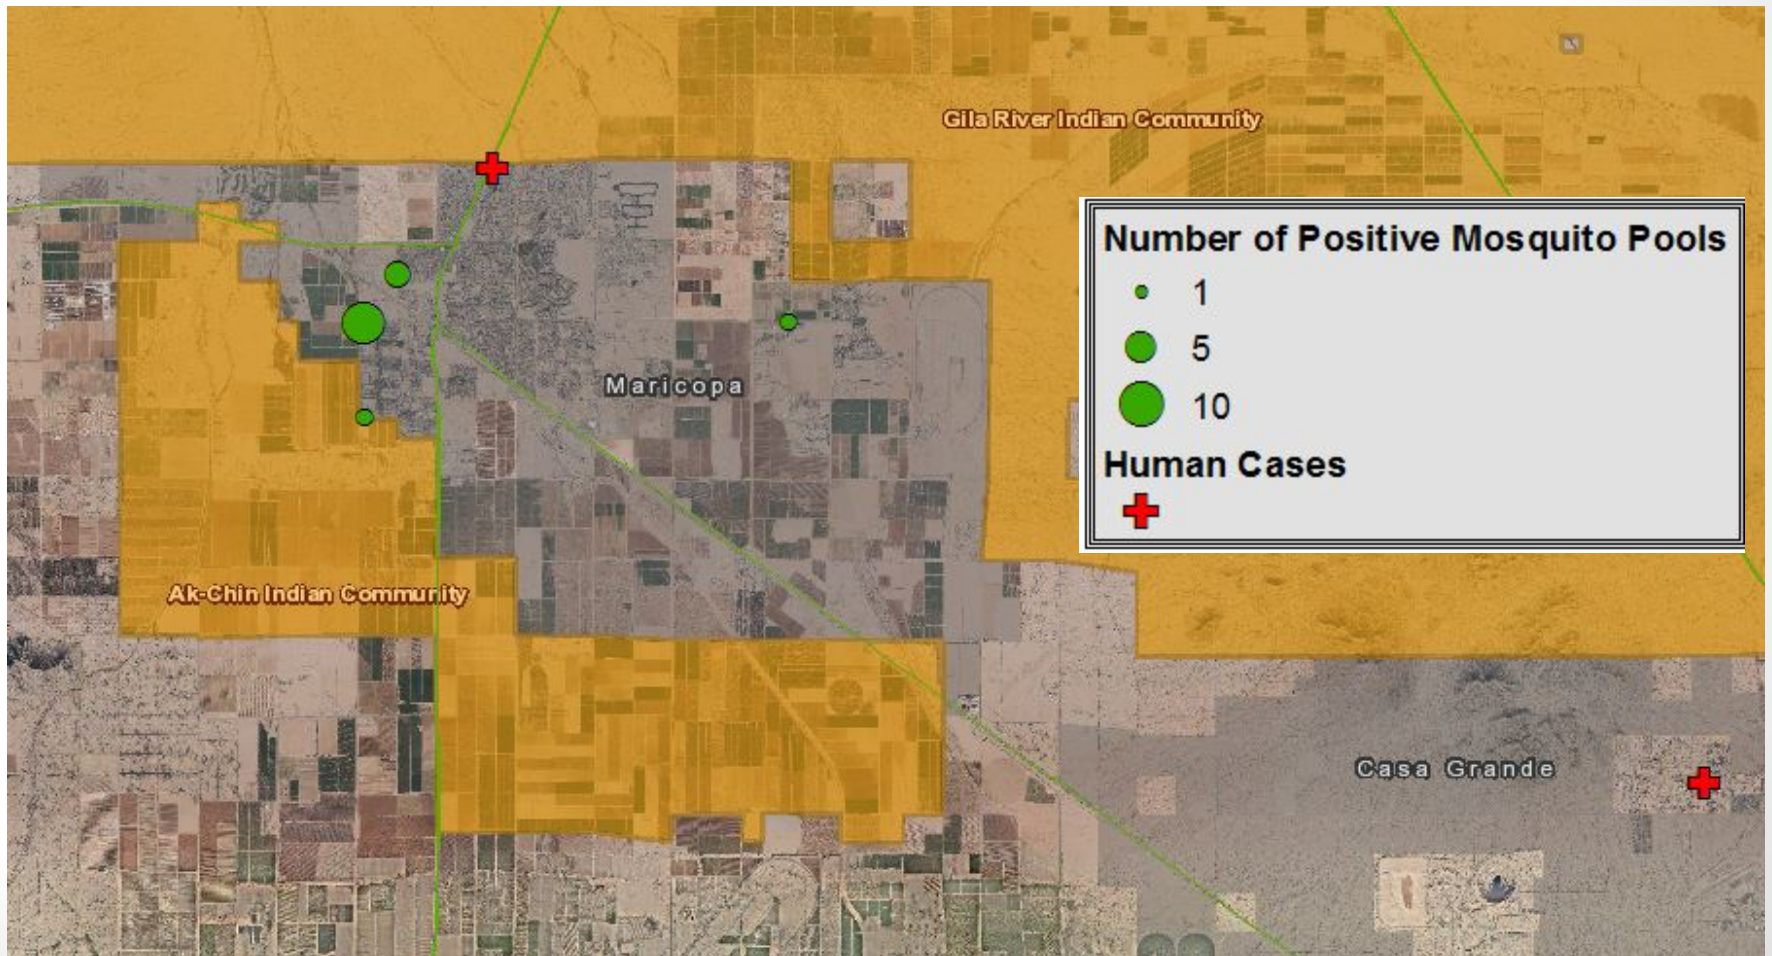 Gila River Indian Community
Number of Positive Mosquito Pools
1
5
10
Human Cases
Maricopa
Ak-Chin Indian Community
Casa Grande